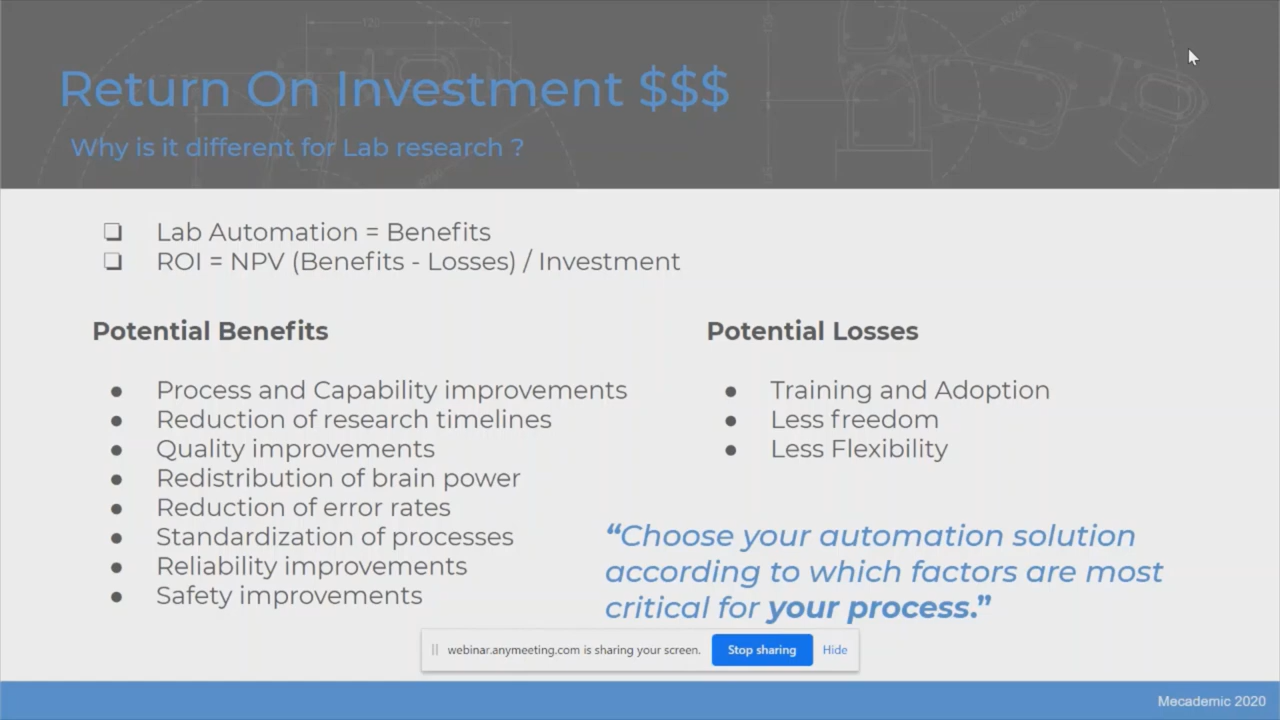 Return On Investment $$$
Why is it different for Lab research ?
Lab Automation = Benefits
ROI = NPV (Benefits - Losses) / Investment
Potential Benefits
Process and Capability improvements
Reduction of research timelines
Quality improvements
Redistribution of brain power
Reduction of error rates
Standardization of processes
Reliability improvements
Safety improvements
Potential Losses
Training and Adoption
Less freedom
Less Flexibility
“Choose your automation solution
according to which factors are most
critical for your process.”
webinar.anymeeting.com is sharing your screen.
Stop sharing
Hide
Mecademic 2020